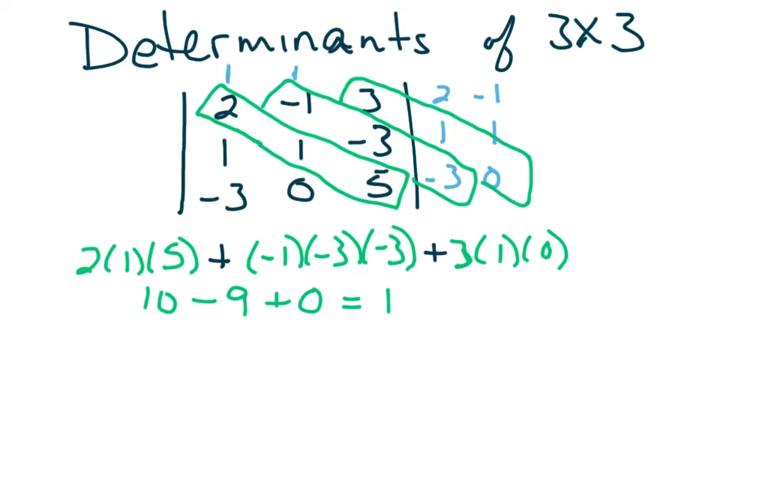 Determinants of 3x3
1 1
2 -1 3 2 -1
1 1 -3 1 1
-3 0 5 -3 0
2(1)(5) + (-1)(-3)(-3) + 3(1)(0)
10 - 9 + 0 = 1